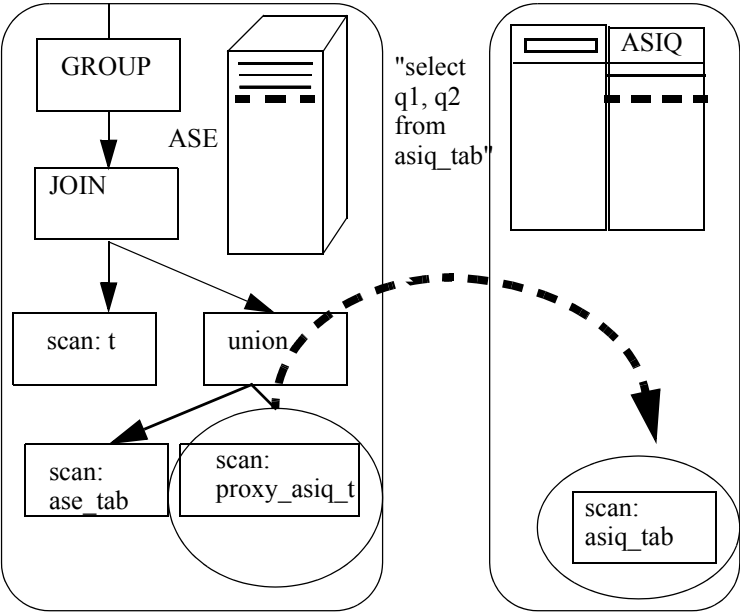 GROUP
ASE
JOIN
"select
q1, q2
from
asiq_tab"
ASIQ
scan: t
union
scan:
ase_tab
scan:
proxy_asiq_t
scan:
asiq_tab